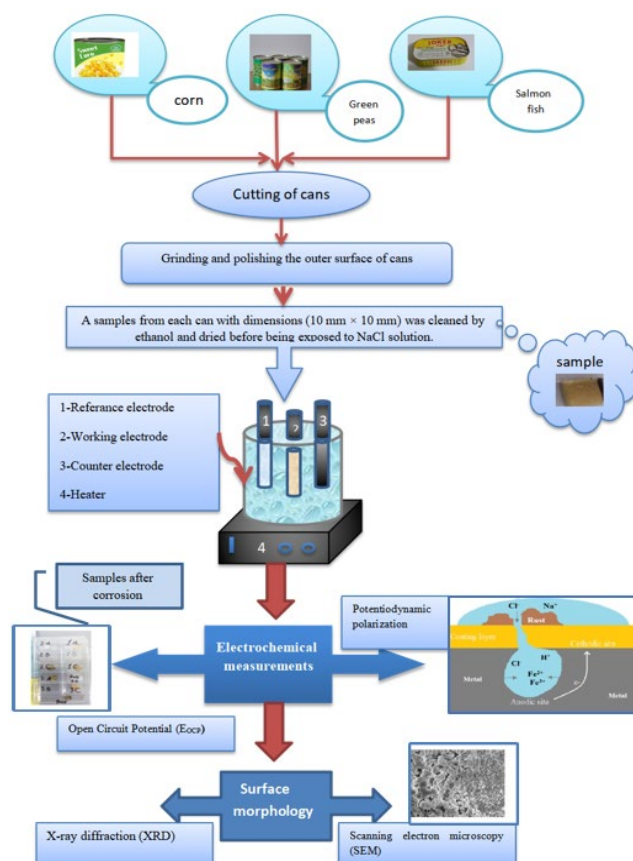 Sweet
Corn
corn
Green
peas
Salmon
fish
Cutting of cans
Grinding and polishing the outer surface of cans
A samples from each can with dimensions (10 mm × 10 mm) was cleaned by
ethanol and dried before being exposed to NaCl solution.
sample
1-Referance electrode
2-Working electrode
3-Counter electrode
4-Heater
1
2
3
4
Samples after
corrosion
Potentiodynamic
polarization
Electrochemical
measurements
Cl⁻
Na⁺
Rust
Coating layer
Cathodic site
Cl⁻
H⁺
Metal
Fe²⁺
Fe³⁺
e⁻
Metal
Anodic site
Open Circuit Potential (EOCP)
Surface
morphology
X-ray diffraction (XRD)
Scanning electron microscopy
(SEM)